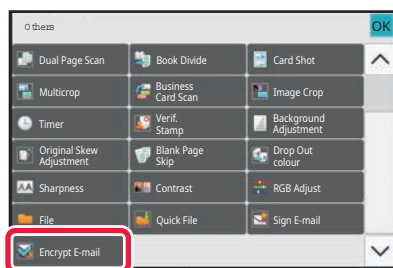 Others
OK
Dual Page Scan
Book Divide
Card Shot
Multicrop
Business
Card Scan
Image Crop
Timer
Verif.
Stamp
Background
Adjustment
Original Skew
Adjustment
Blank Page
Skip
Drop Out
colour
Sharpness
Contrast
RGB Adjust
File
Quick File
Sign E-mail
Encrypt E-mail